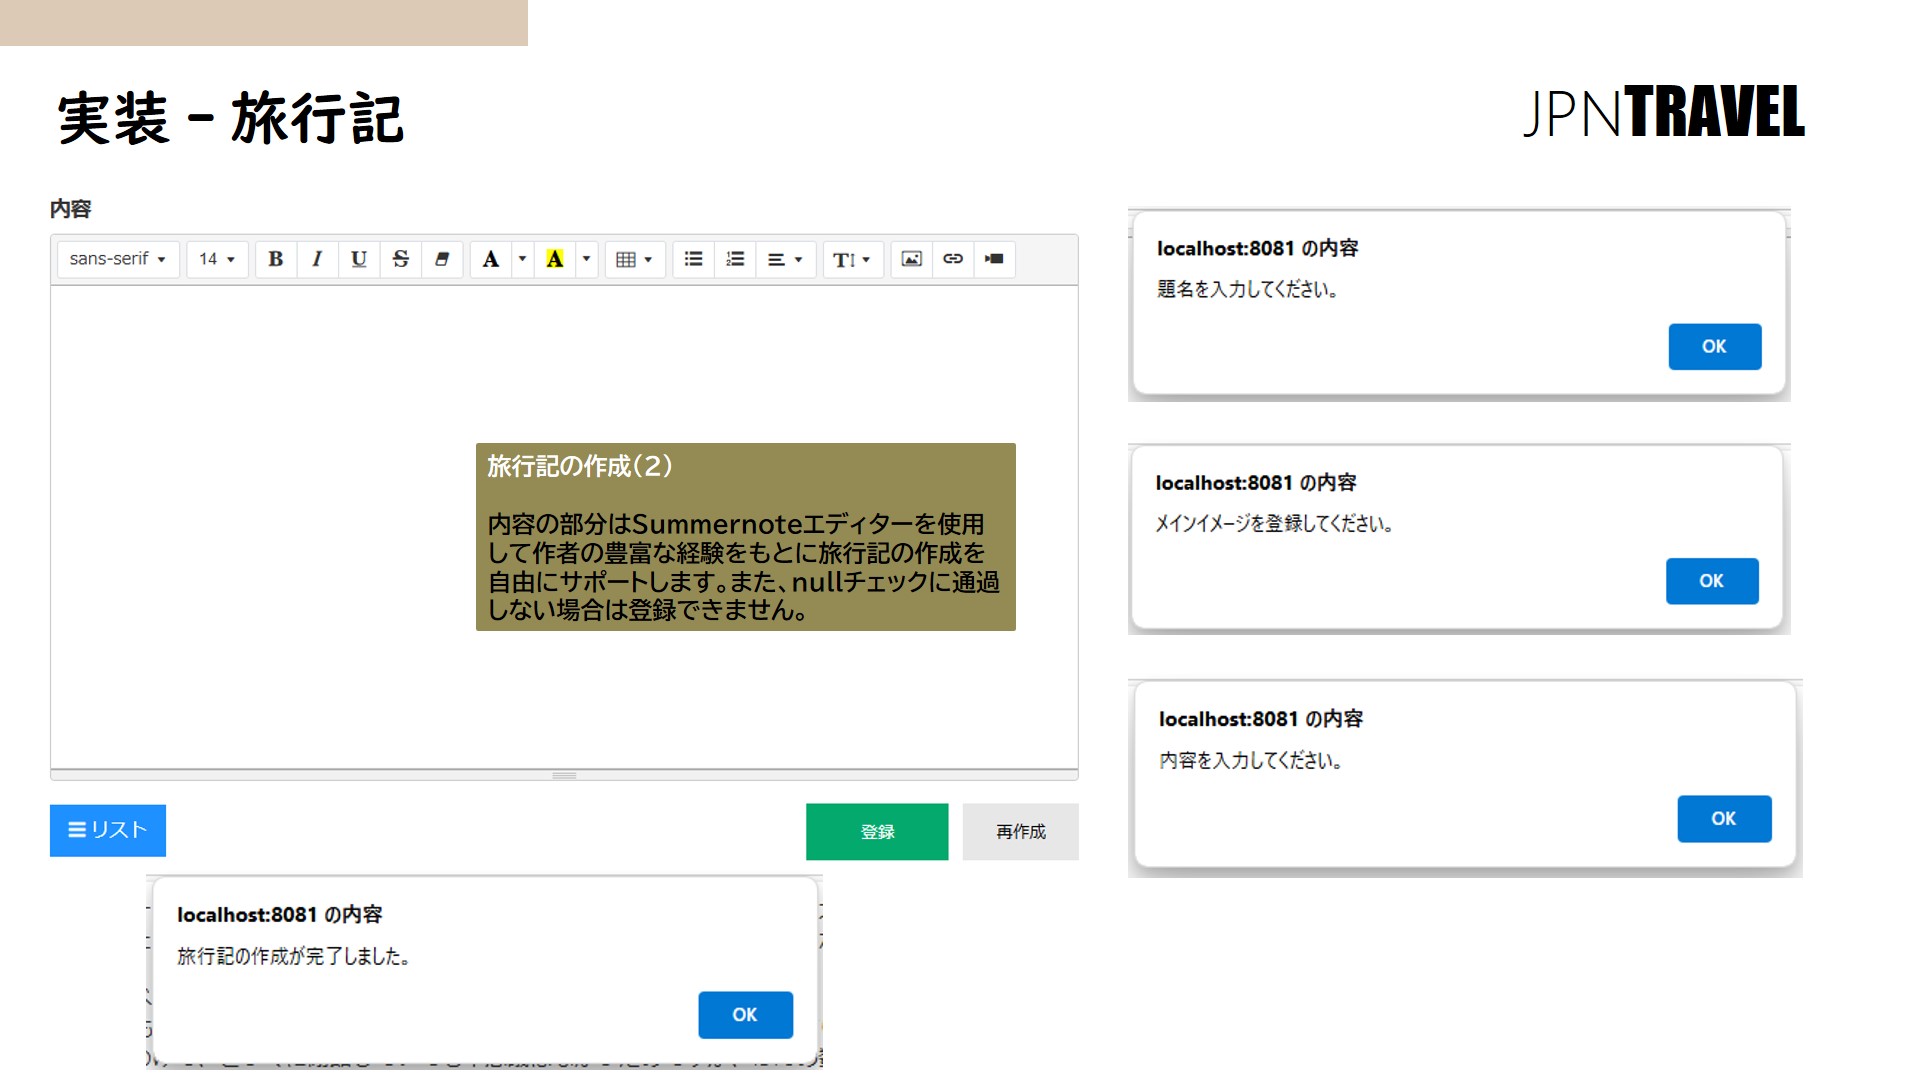 実装 - 旅行記
JPNTRAVEL
内容
sans-serif
14
B I U S A A T
旅行記の作成(2)
内容の部分はSummernoteエディターを使用
して作者の豊富な経験をもとに旅行記の作成を
自由にサポートします。また、nullチェックに通過
しない場合は登録できません。
リスト
登録
再作成
localhost:8081 の内容
旅行記の作成が完了しました。
OK
localhost:8081 の内容
題名を入力してください。
OK
localhost:8081 の内容
メインイメージを登録してください。
OK
localhost:8081 の内容
内容を入力してください。
OK